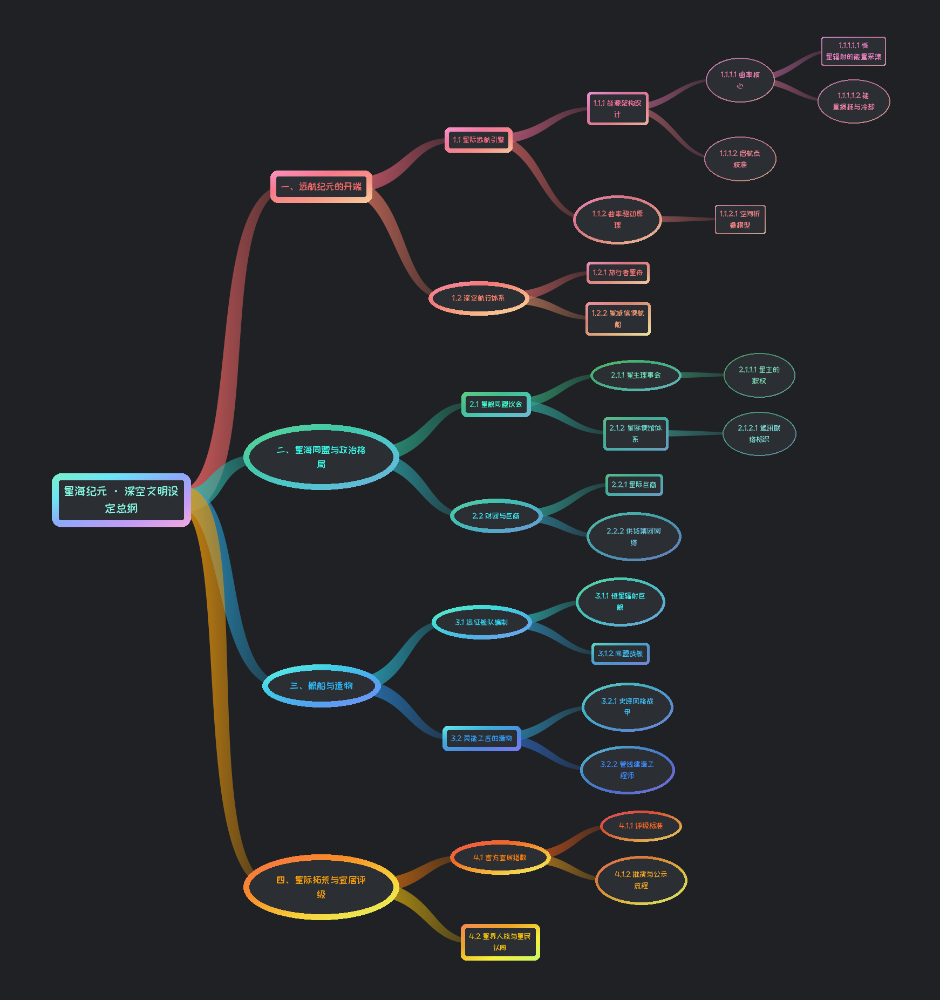 星海纪元 · 深空文明设
定总纲
一、远航纪元的开端
1.1 星际远航引擎
1.1.1 能源架构设
计
1.1.1.1 曲率核
心
1.1.1.1.1 恒
星辐射的能量采集
1.1.1.1.2 能
量损耗与冷却
1.1.1.2 启航点
校准
1.1.2 曲率驱动原
理
1.1.2.1 空间折
叠模型
1.2 深空航行体系
1.2.1 旅行者星舟
1.2.2 星域信使航
船
二、星海同盟与政治格
局
2.1 星舰同盟议会
2.1.1 星主理事会
2.1.1.1 星主的
职权
2.1.2 星际使馆体
系
2.1.2.1 通讯联
络标识
2.2 财团与巨商
2.2.1 星际巨商
2.2.2 供货集团网
络
三、舰船与造物
3.1 远征舰队编制
3.1.1 恒星辐射巨
舰
3.1.2 同盟战舰
3.2 灵能工匠的造物
3.2.1 史诗风格战
甲
3.2.2 管线建造工
程师
四、星际拓荒与宜居评
级
4.1 官方宜居指数
4.1.1 评级标准
4.1.2 推演与公示
流程
4.2 星界人族与星民
认同